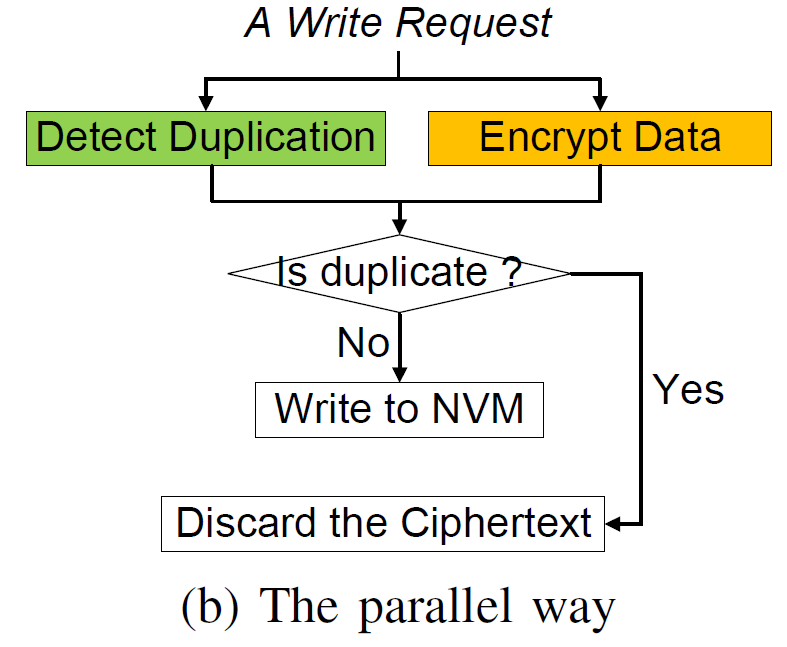 A Write Request
Detect Duplication
Encrypt Data
Is duplicate ?
No
Yes
Write to NVM
Discard the Ciphertext
(b) The parallel way